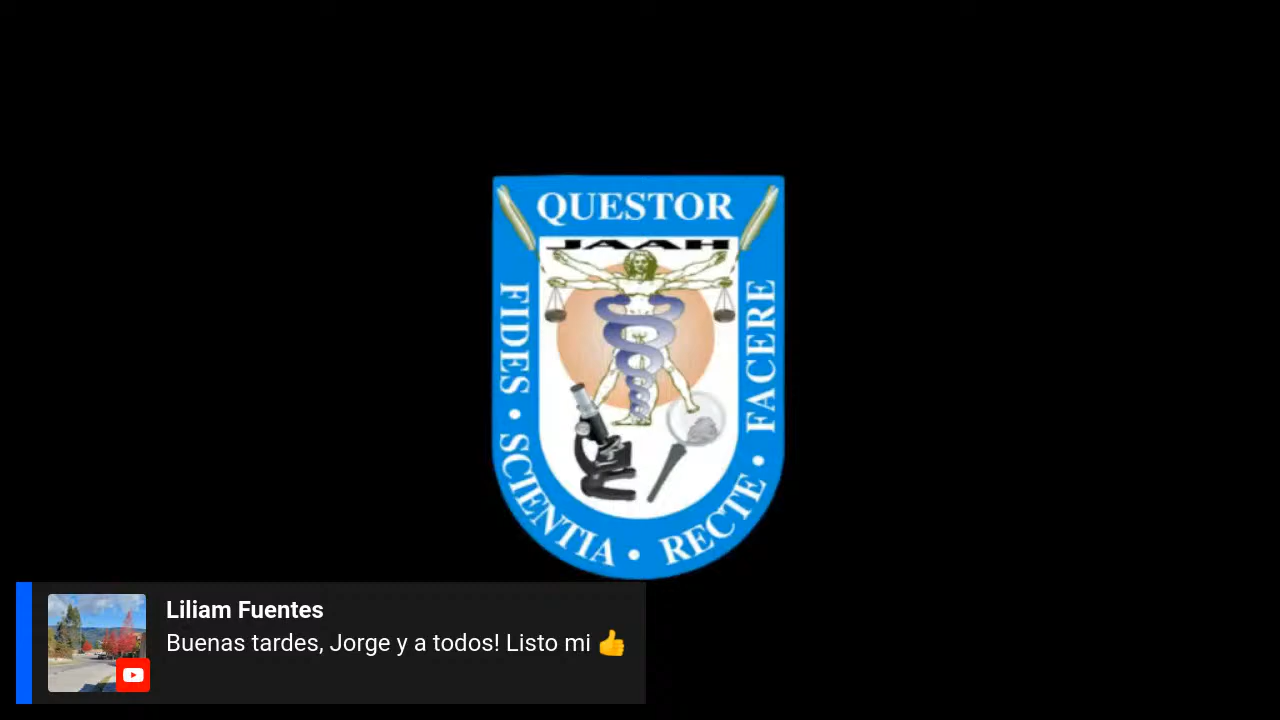 QUESTOR
JAAH
FIDES • SCIENTIA • RECTE • FACERE
Liliam Fuentes
Buenas tardes, Jorge y a todos! Listo mi 👍